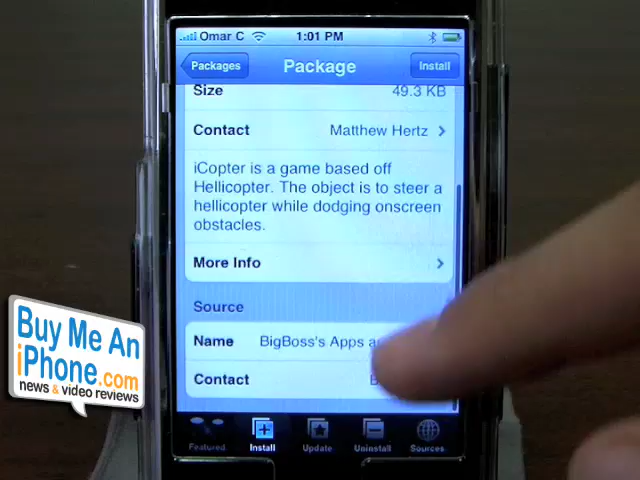 Omar C 1:01 PM
Packages Package Install
Size 49.3 KB
Contact Matthew Hertz
iCopter is a game based off
Hellicopter. The object is to steer a
hellicopter while dodging onscreen
obstacles.
More Info
Source
Name BigBoss's Apps
Contact
Buy Me An
iPhone.com
news & video reviews
Featured Install Update Uninstall Sources